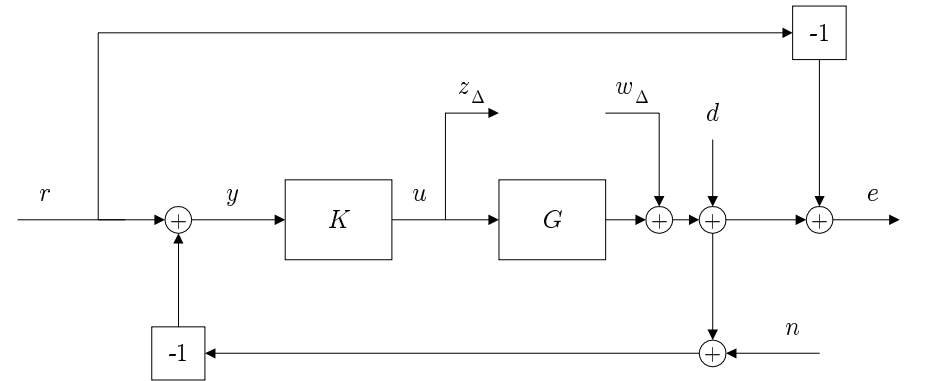 -1
z_Δ w_Δ
d
r y u e
+ K G + + +
n
-1 +